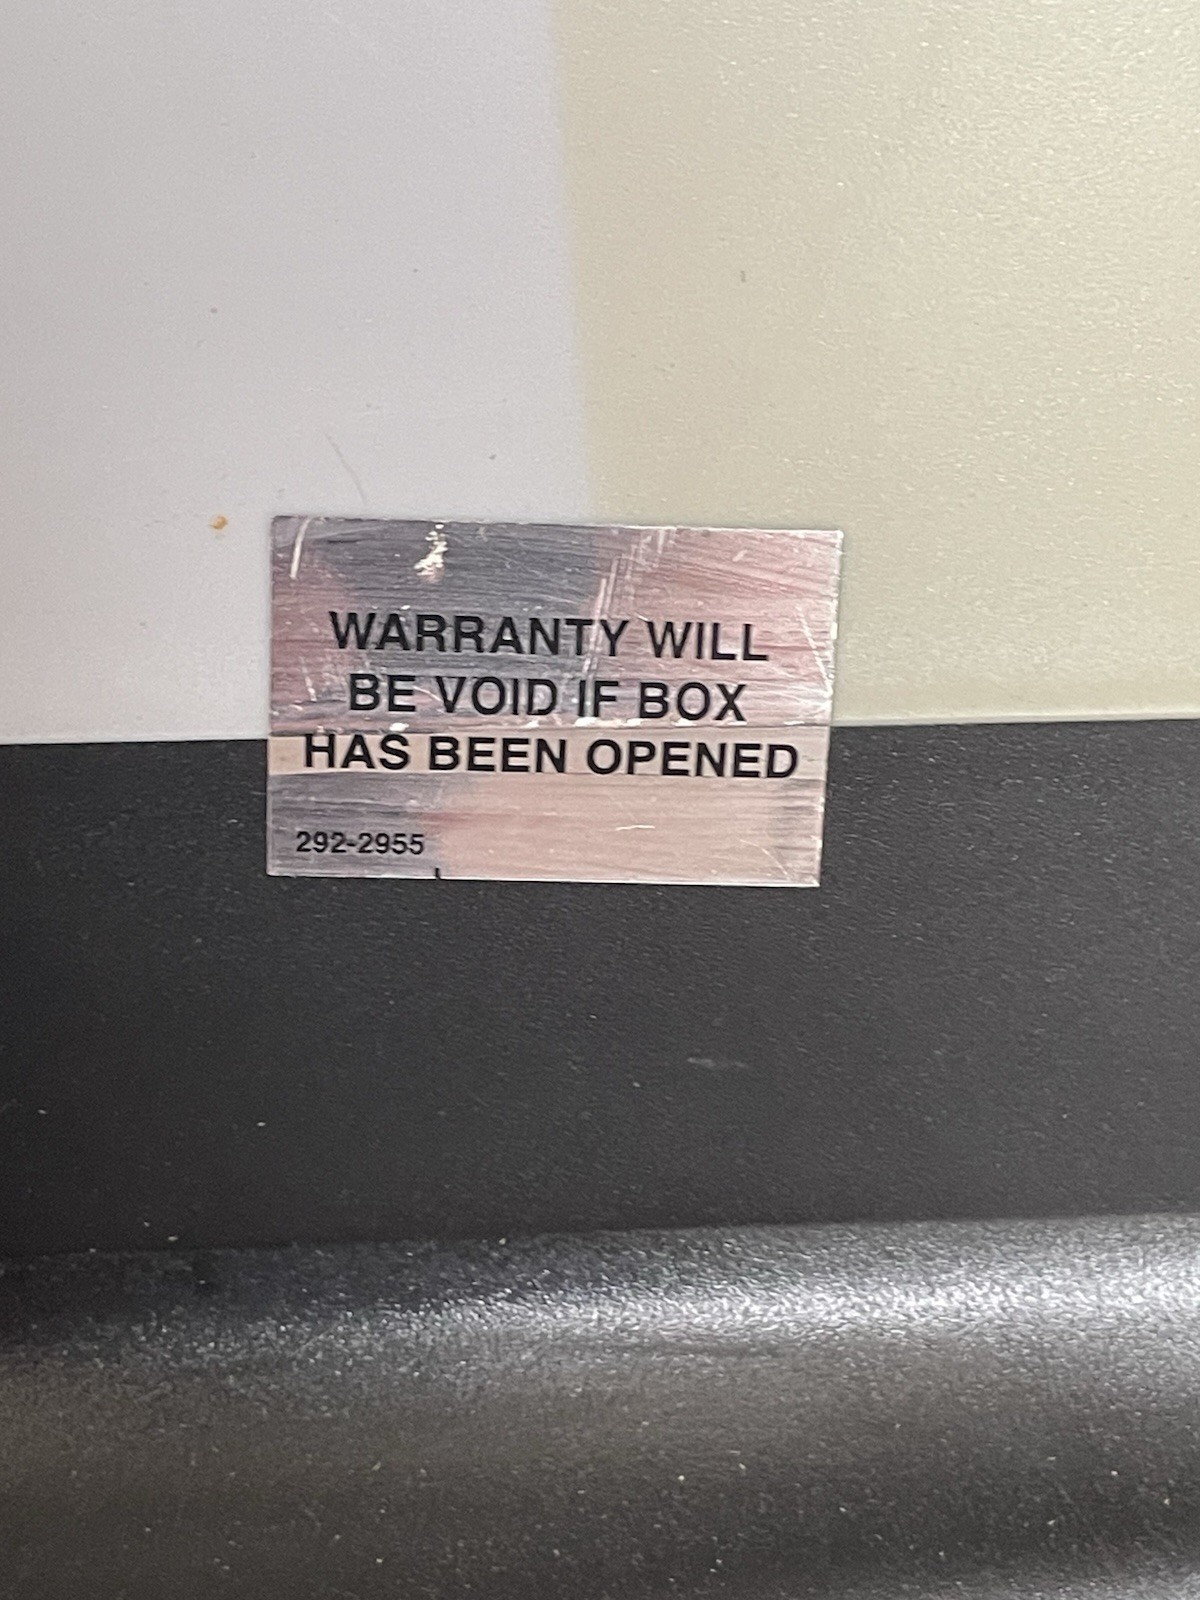 WARRANTY WILL
BE VOID IF BOX
HAS BEEN OPENED
292-2955